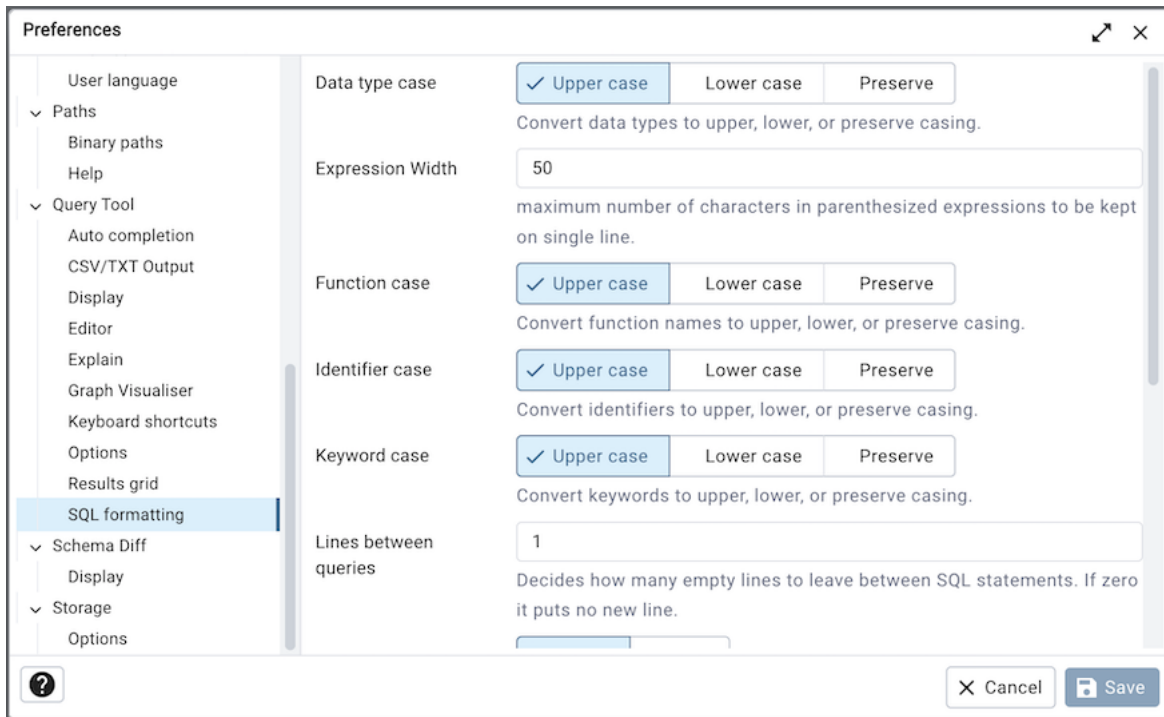 Preferences
User language
Paths
Binary paths
Help
Query Tool
Auto completion
CSV/TXT Output
Display
Editor
Explain
Graph Visualiser
Keyboard shortcuts
Options
Results grid
SQL formatting
Schema Diff
Display
Storage
Options
Data type case
Upper case Lower case Preserve
Convert data types to upper, lower, or preserve casing.
Expression Width
50
maximum number of characters in parenthesized expressions to be kept
on single line.
Function case
Upper case Lower case Preserve
Convert function names to upper, lower, or preserve casing.
Identifier case
Upper case Lower case Preserve
Convert identifiers to upper, lower, or preserve casing.
Keyword case
Upper case Lower case Preserve
Convert keywords to upper, lower, or preserve casing.
Lines between
queries
1
Decides how many empty lines to leave between SQL statements. If zero
it puts no new line.
?
Cancel Save